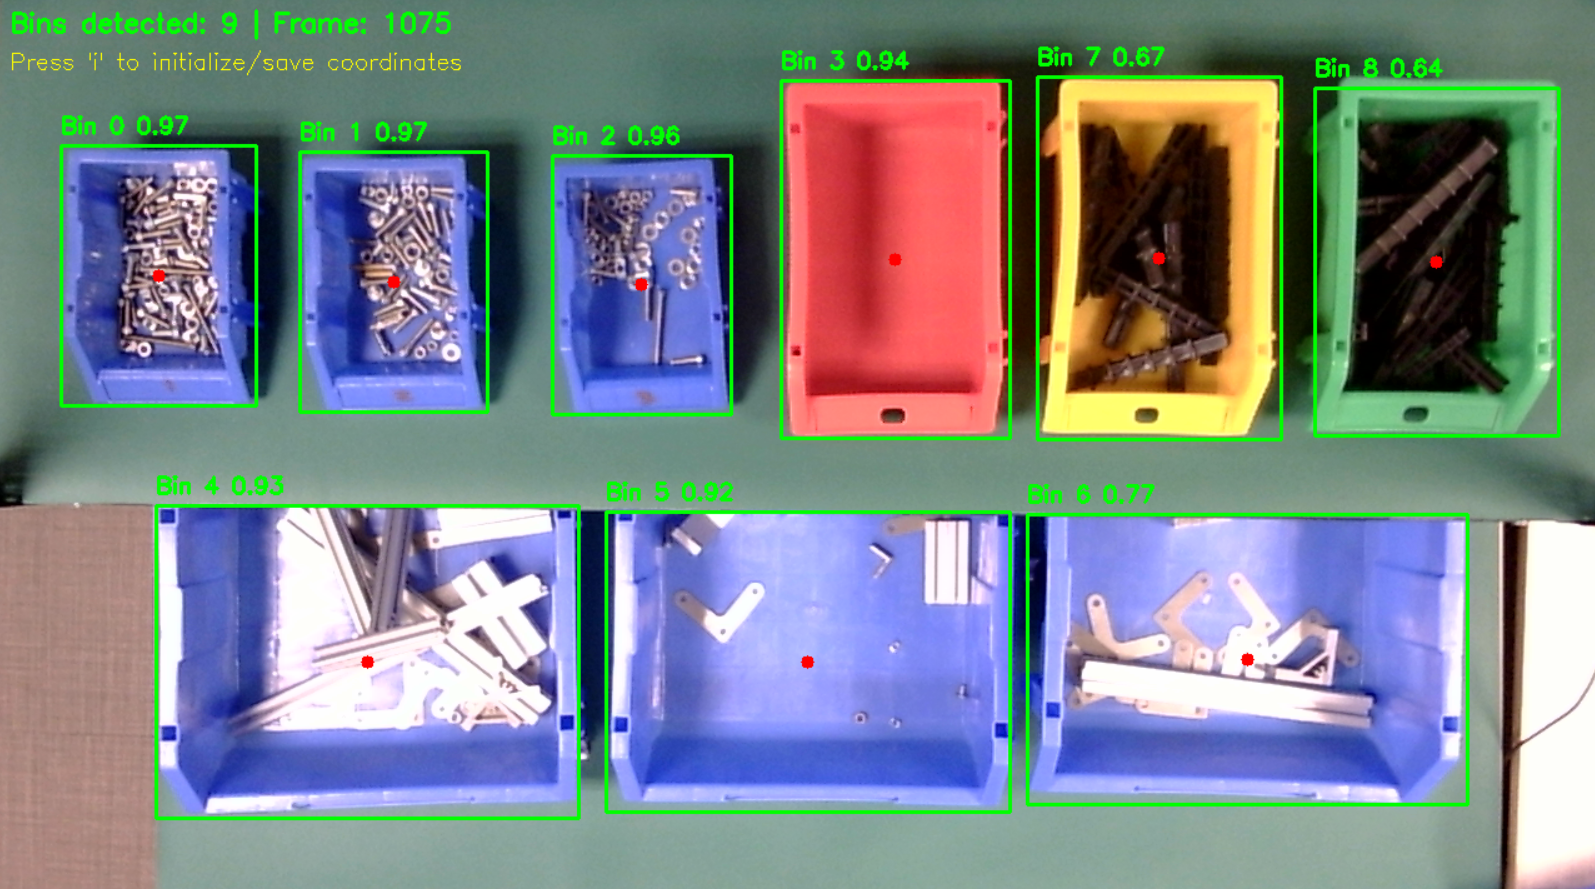 Bins detected: 9 | Frame: 1075
Press 'i' to initialize/save coordinates
Bin 0 0.97
Bin 1 0.97
Bin 2 0.96
Bin 3 0.94
Bin 7 0.67
Bin 8 0.64
Bin 4 0.93
Bin 5 0.92
Bin 6 0.77